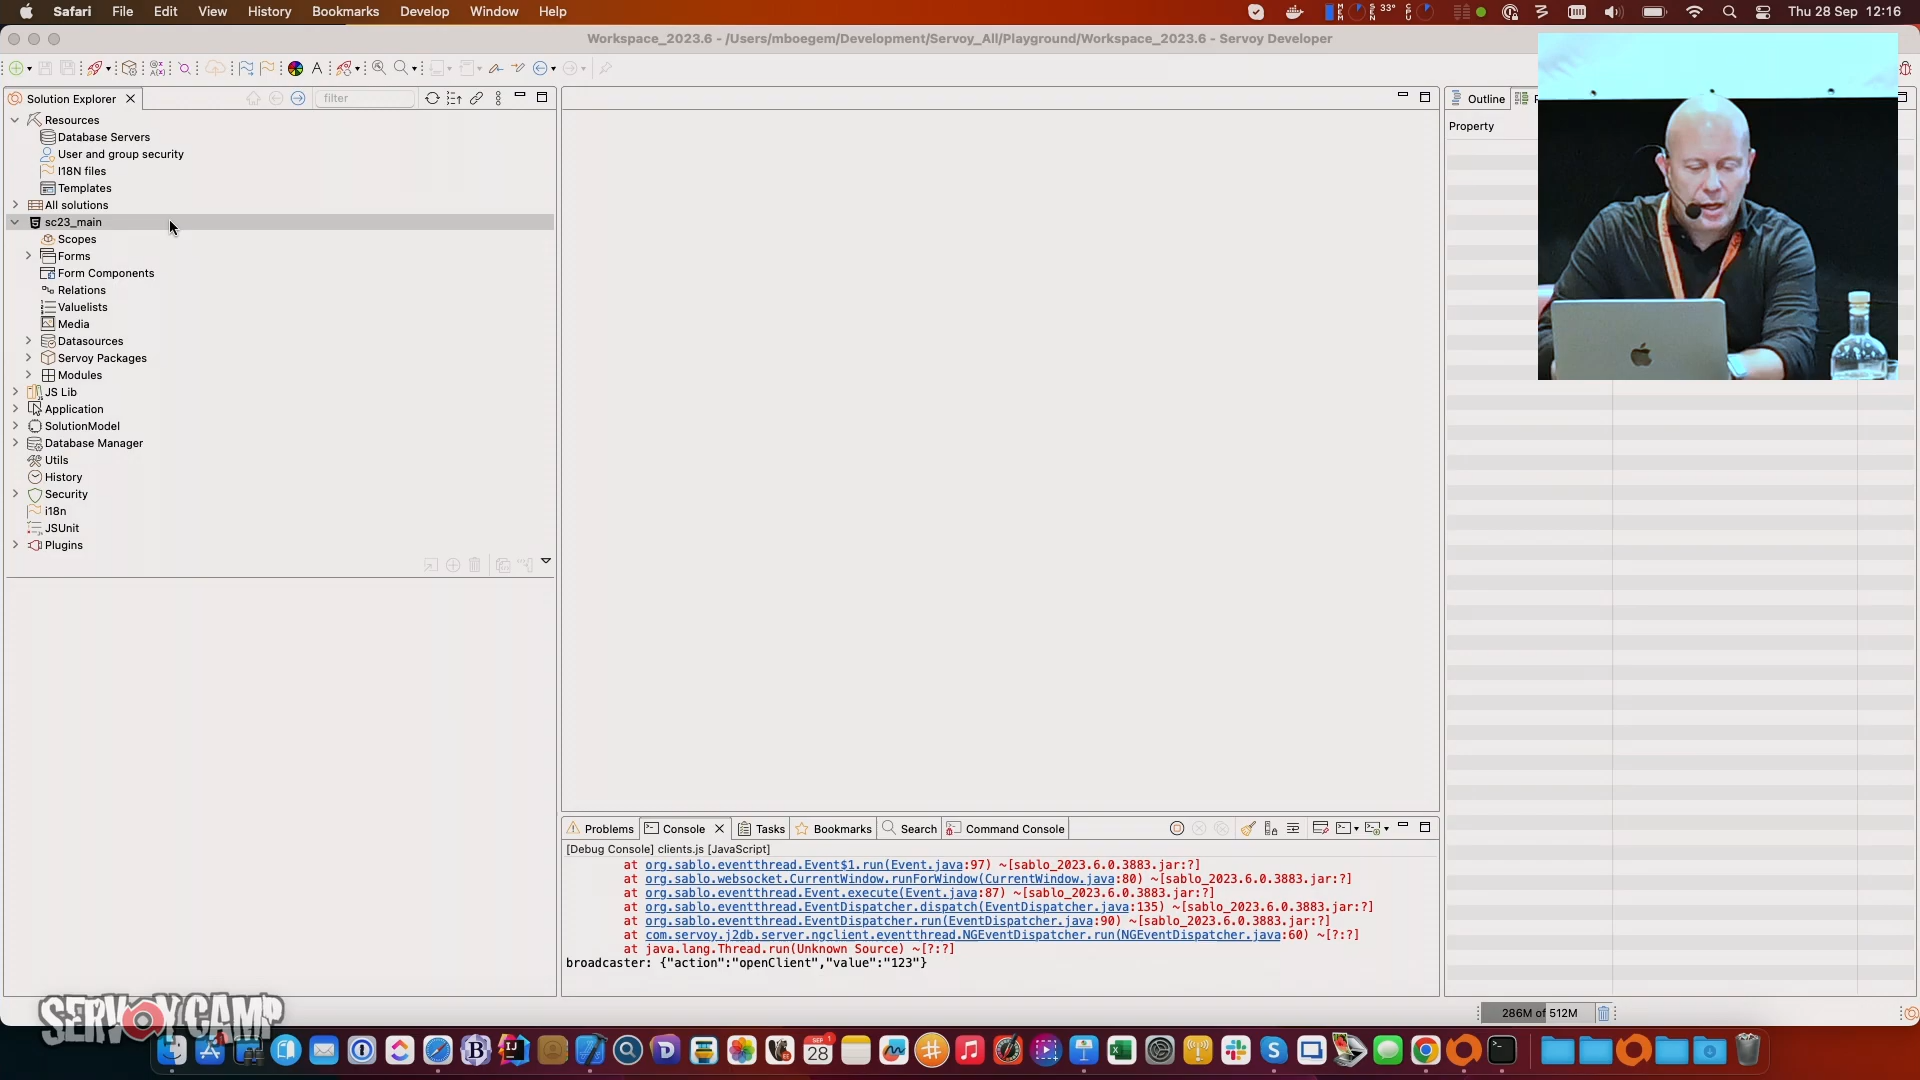 Safari File Edit View History Bookmarks Develop Window Help
33°
Thu 28 Sep 12:16
Workspace_2023.6 - /Users/mboegem/Development/Servoy_All/Playground/Workspace_2023.6 - Servoy Developer
Solution Explorer
filter
Outline
Property
Resources
Database Servers
User and group security
I18N files
Templates
All solutions
sc23_main
Scopes
Forms
Form Components
Relations
Valuelists
Media
Datasources
Servoy Packages
Modules
JS Lib
Application
SolutionModel
Database Manager
Utils
History
Security
i18n
JSUnit
Plugins
Problems Console Tasks Bookmarks Search Command Console
[Debug Console] clients.js [JavaScript]
at org.sablo.eventthread.Event$1.run(Event.java:97) ~[sablo_2023.6.0.3883.jar:?]
at org.sablo.websocket.CurrentWindow.runForWindow(CurrentWindow.java:80) ~[sablo_2023.6.0.3883.jar:?]
at org.sablo.eventthread.Event.execute(Event.java:87) ~[sablo_2023.6.0.3883.jar:?]
at org.sablo.eventthread.EventDispatcher.dispatch(EventDispatcher.java:135) ~[sablo_2023.6.0.3883.jar:?]
at org.sablo.eventthread.EventDispatcher.run(EventDispatcher.java:90) ~[sablo_2023.6.0.3883.jar:?]
at com.servoy.j2db.server.ngclient.eventthread.NGEventDispatcher.run(NGEventDispatcher.java:60) ~[?:?]
at java.lang.Thread.run(Unknown Source) ~[?:?]
broadcaster: {"action":"openClient","value":"123"}
286M of 512M
SERVOY CAMP
SEP
28